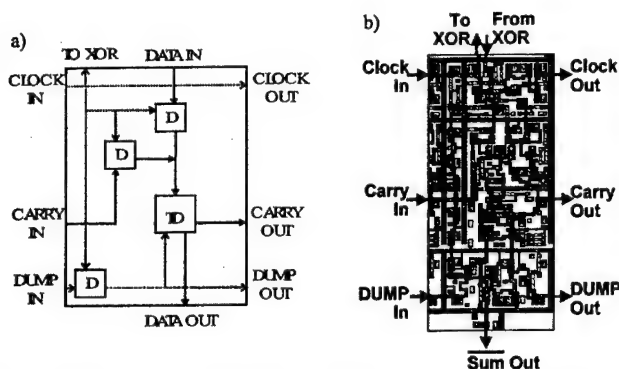 a)
TO XOR
DATA IN
CLOCK
IN
CLOCK
OUT
D
D
CARRY
IN
CARRY
OUT
DUMP
IN
D
DUMP
OUT
DATA OUT
b)
To
XOR
From
XOR
Clock
In
Clock
Out
Carry
In
Carry
Out
DUMP
In
DUMP
Out
Sum Out